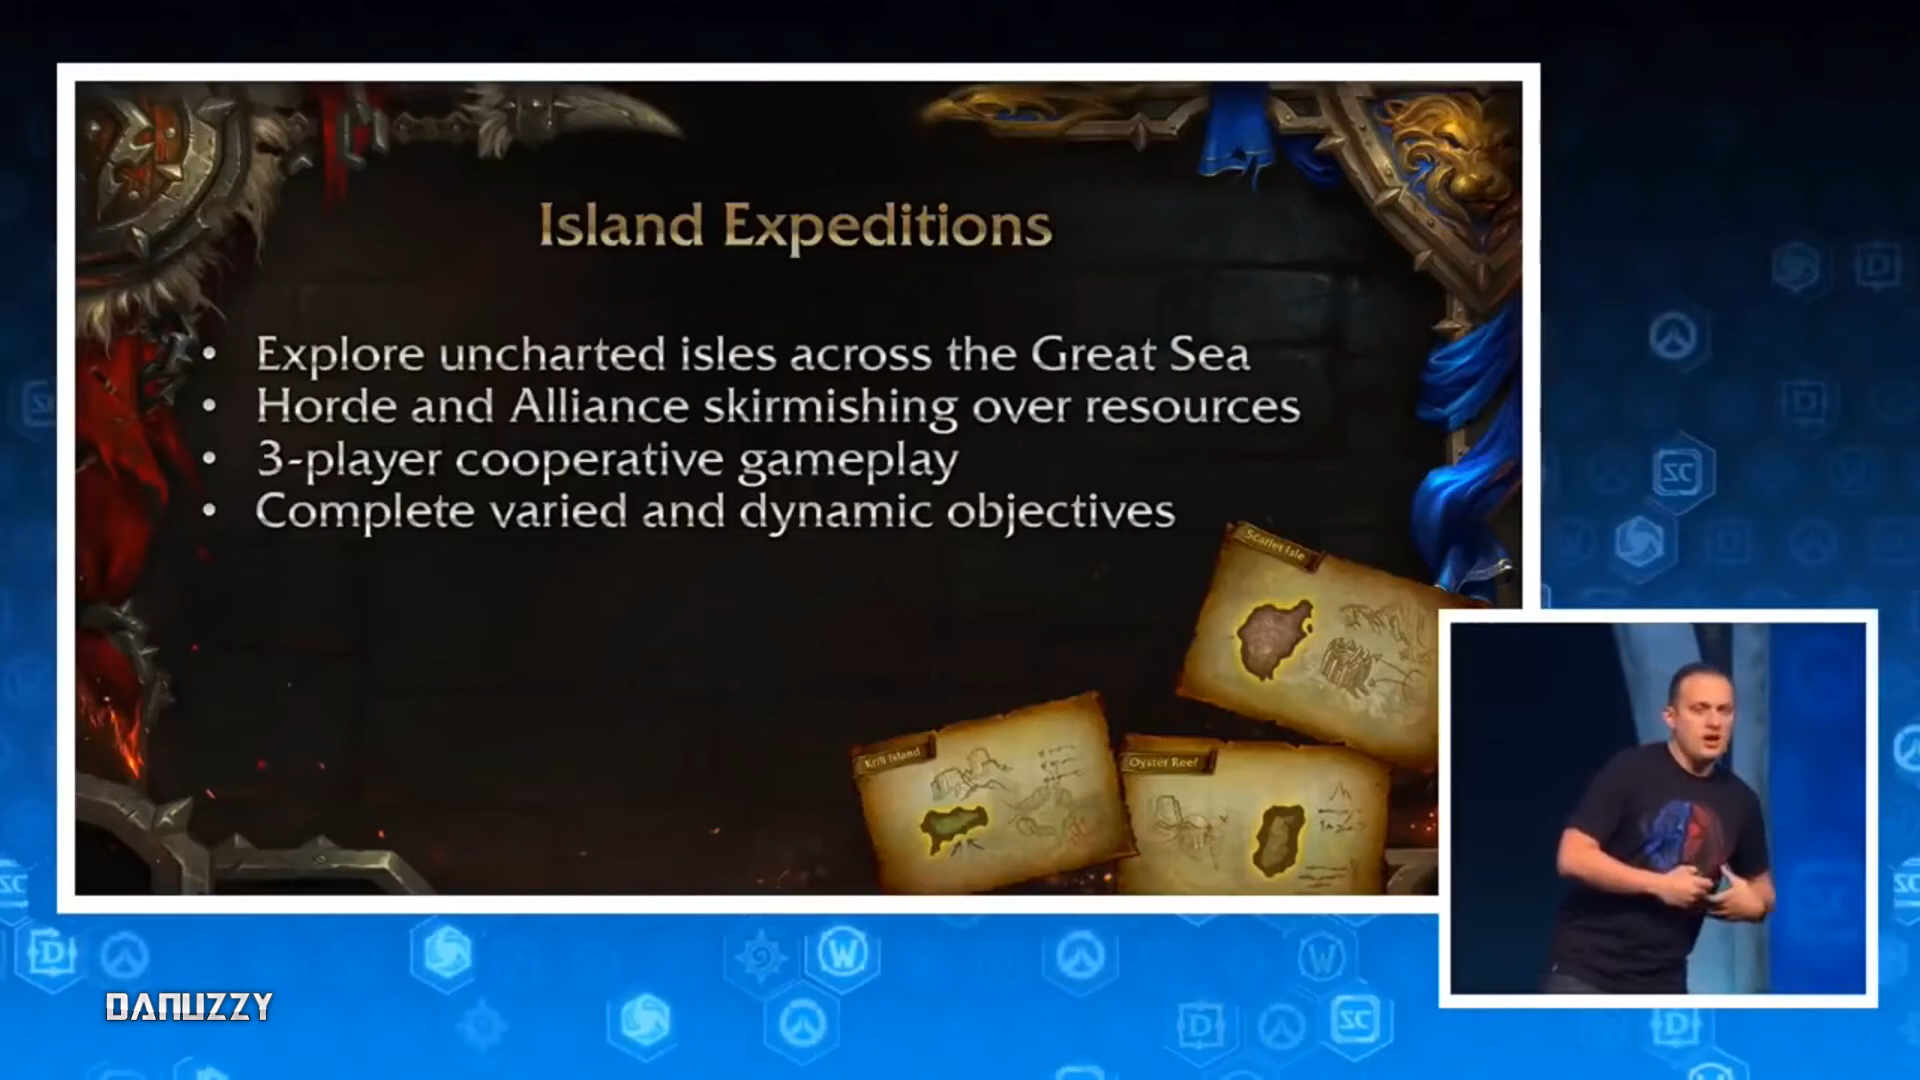 Island Expeditions
• Explore uncharted isles across the Great Sea
• Horde and Alliance skirmishing over resources
• 3-player cooperative gameplay
• Complete varied and dynamic objectives
Scarlet Isle
Krill Island
Oyster Reef
DANUZZY